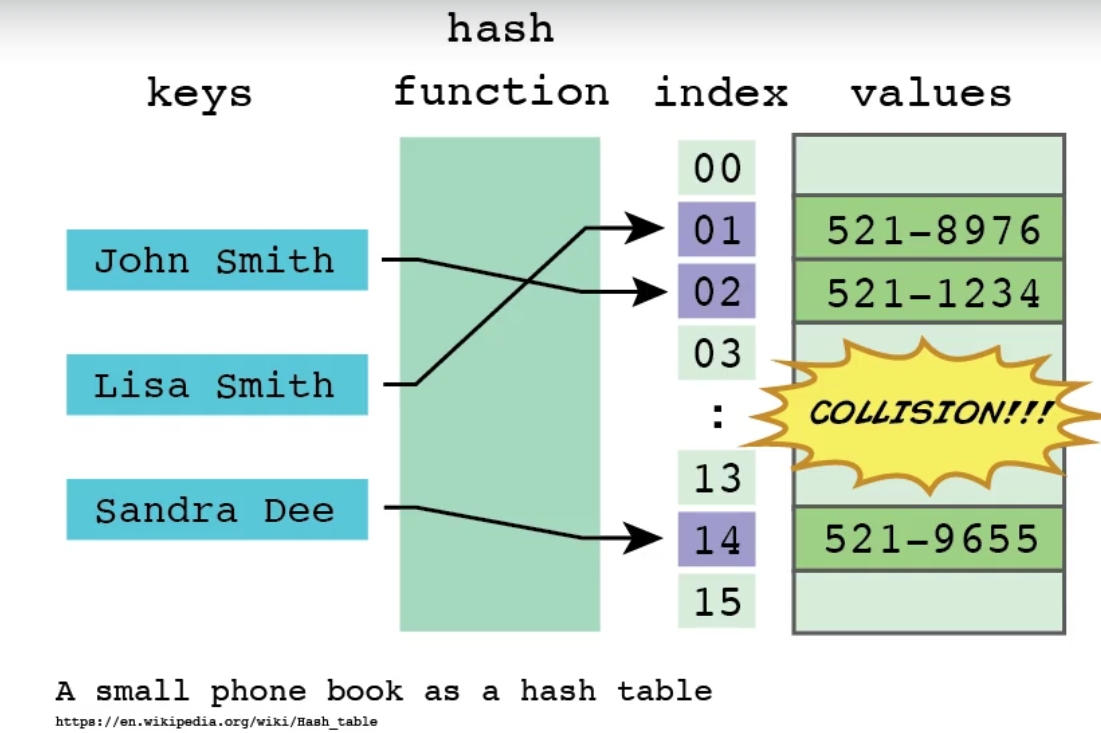 hash
keys function index values
00
01 521-8976
John Smith
02 521-1234
03
Lisa Smith
:
COLLISION!!!
13
Sandra Dee
14 521-9655
15
A small phone book as a hash table
https://en.wikipedia.org/wiki/Hash_table